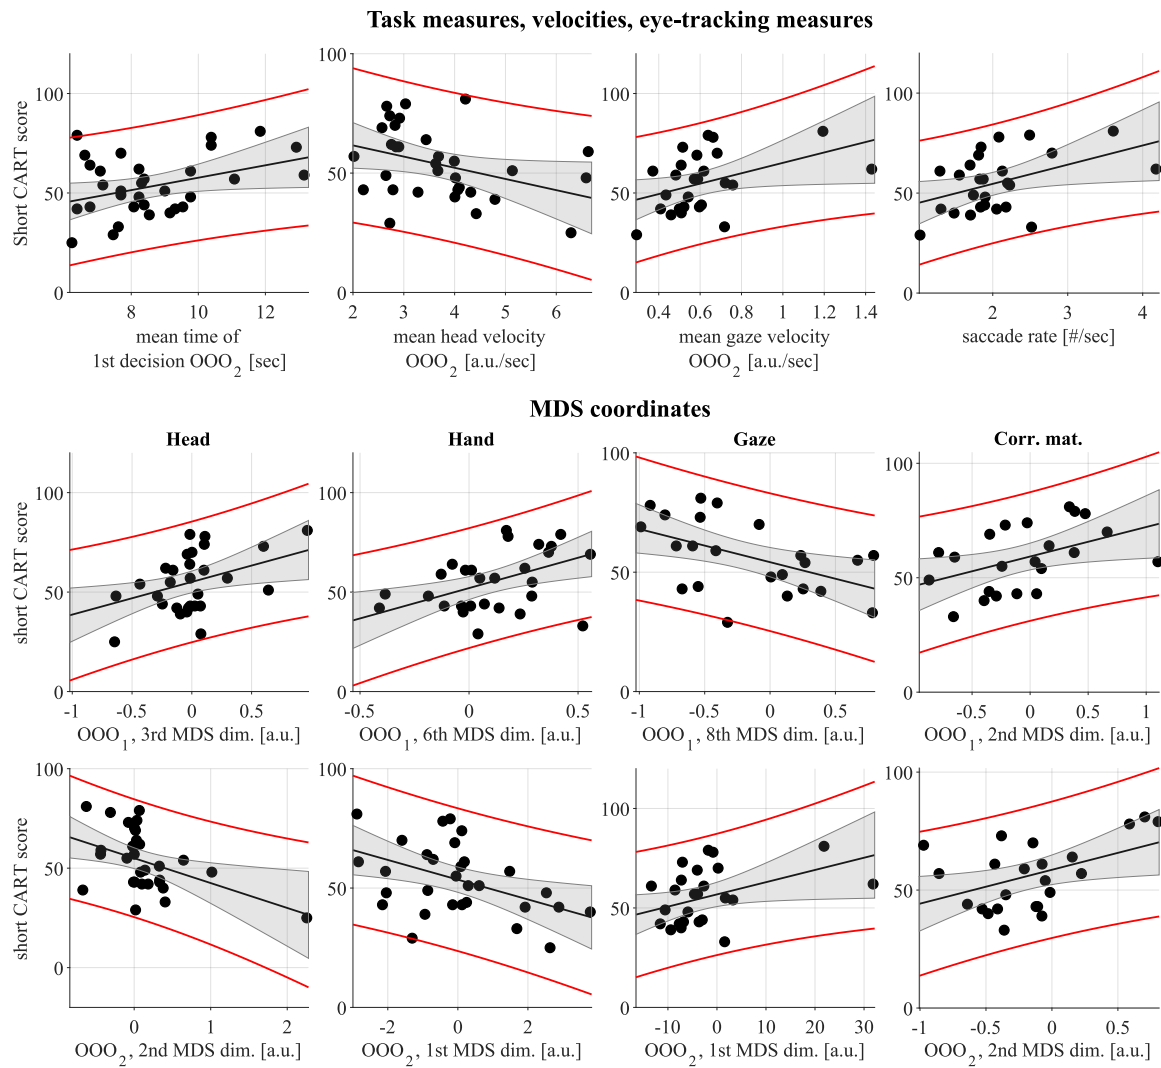 Task measures, velocities, eye-tracking measures
Short CART score
100
50
0
8 10 12
mean time of
1st decision OOO2 [sec]
100
50
0
2 3 4 5 6
mean head velocity
OOO2 [a.u./sec]
100
50
0
0.4 0.6 0.8 1 1.2 1.4
mean gaze velocity
OOO2 [a.u./sec]
100
50
0
2 3 4
saccade rate [#/sec]
MDS coordinates
Head
Hand
Gaze
Corr. mat.
short CART score
100
50
0
-1 -0.5 0 0.5
OOO1, 3rd MDS dim. [a.u.]
100
50
0
-0.5 0 0.5
OOO1, 6th MDS dim. [a.u.]
100
50
0
-1 -0.5 0 0.5
OOO1, 8th MDS dim. [a.u.]
100
50
0
-0.5 0 0.5 1
OOO1, 2nd MDS dim. [a.u.]
short CART score
100
50
0
0 1 2
OOO2, 2nd MDS dim. [a.u.]
100
50
0
-2 0 2
OOO2, 1st MDS dim. [a.u.]
100
50
0
-10 0 10 20 30
OOO2, 1st MDS dim. [a.u.]
100
50
0
-1 -0.5 0 0.5
OOO2, 2nd MDS dim. [a.u.]